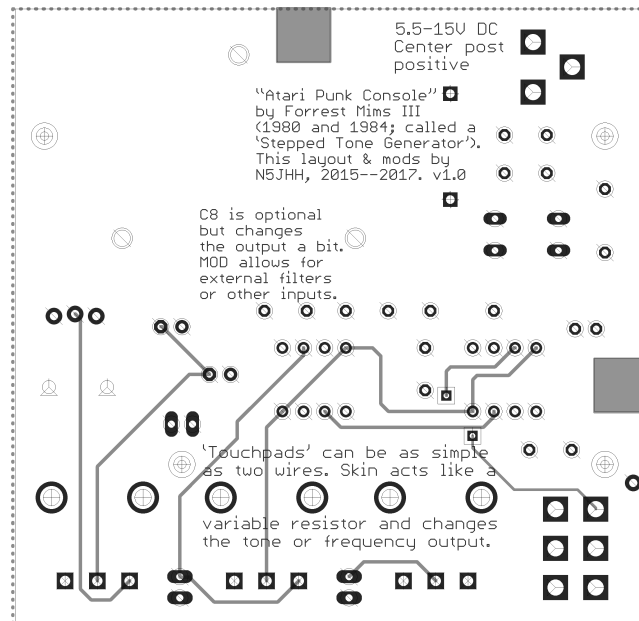 5.5-15V DC
Center post
positive
"Atari Punk Console"
by Forrest Mims III
(1980 and 1984; called a
'Stepped Tone Generator').
This layout & mods by
N5JHH, 2015--2017. v1.0
C8 is optional
but changes
the output a bit.
MOD allows for
external filters
or other inputs.
'Touchpads' can be as simple
as two wires. Skin acts like a
variable resistor and changes
the tone or frequency output.